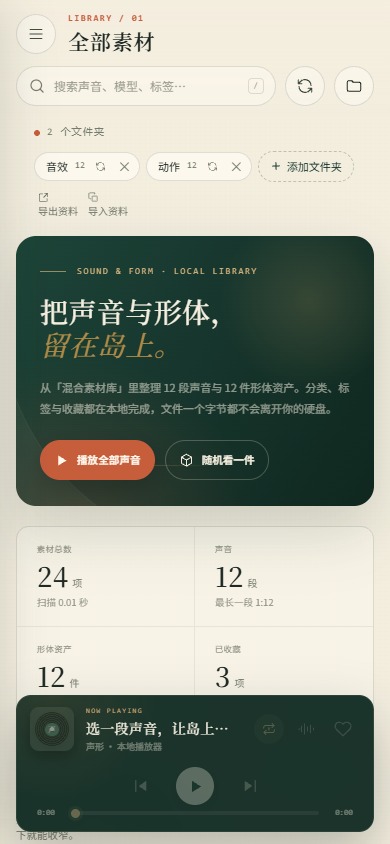 LIBRARY / 01
全部素材
搜索声音、模型、标签… /
2 个文件夹
音效 12 动作 12 + 添加文件夹
导出资料 导入资料
SOUND & FORM · LOCAL LIBRARY
把声音与形体，
留在岛上。
从「混合素材库」里整理 12 段声音与 12 件形体资产。分类、标
签与收藏都在本地完成，文件一个字节都不会离开你的硬盘。
播放全部声音 随机看一件
素材总数 声音
24 项 12 段
扫描 0.01 秒 最长一段 1:12
形体资产 已收藏
12 件 3 项
NOW PLAYING
选一段声音，让岛上…
声形 • 本地播放器
0:00 0:00
下就能收窄。